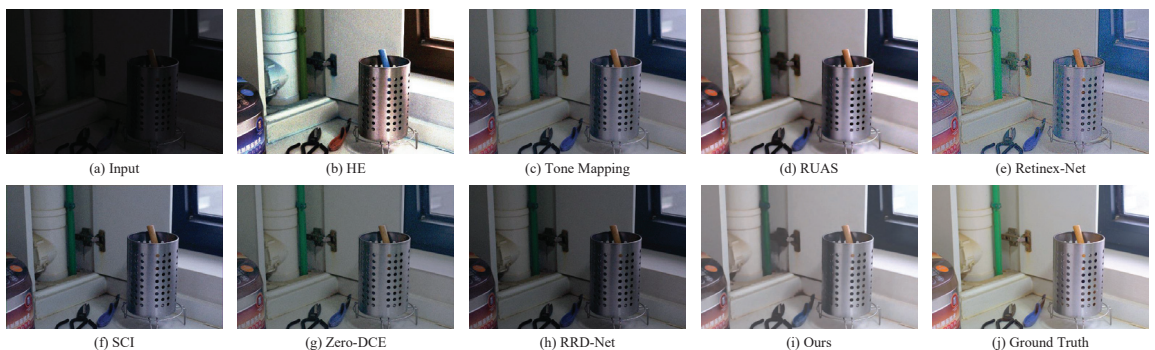 (a) Input
(b) HE
(c) Tone Mapping
(d) RUAS
(e) Retinex-Net
(f) SCI
(g) Zero-DCE
(h) RRD-Net
(i) Ours
(j) Ground Truth